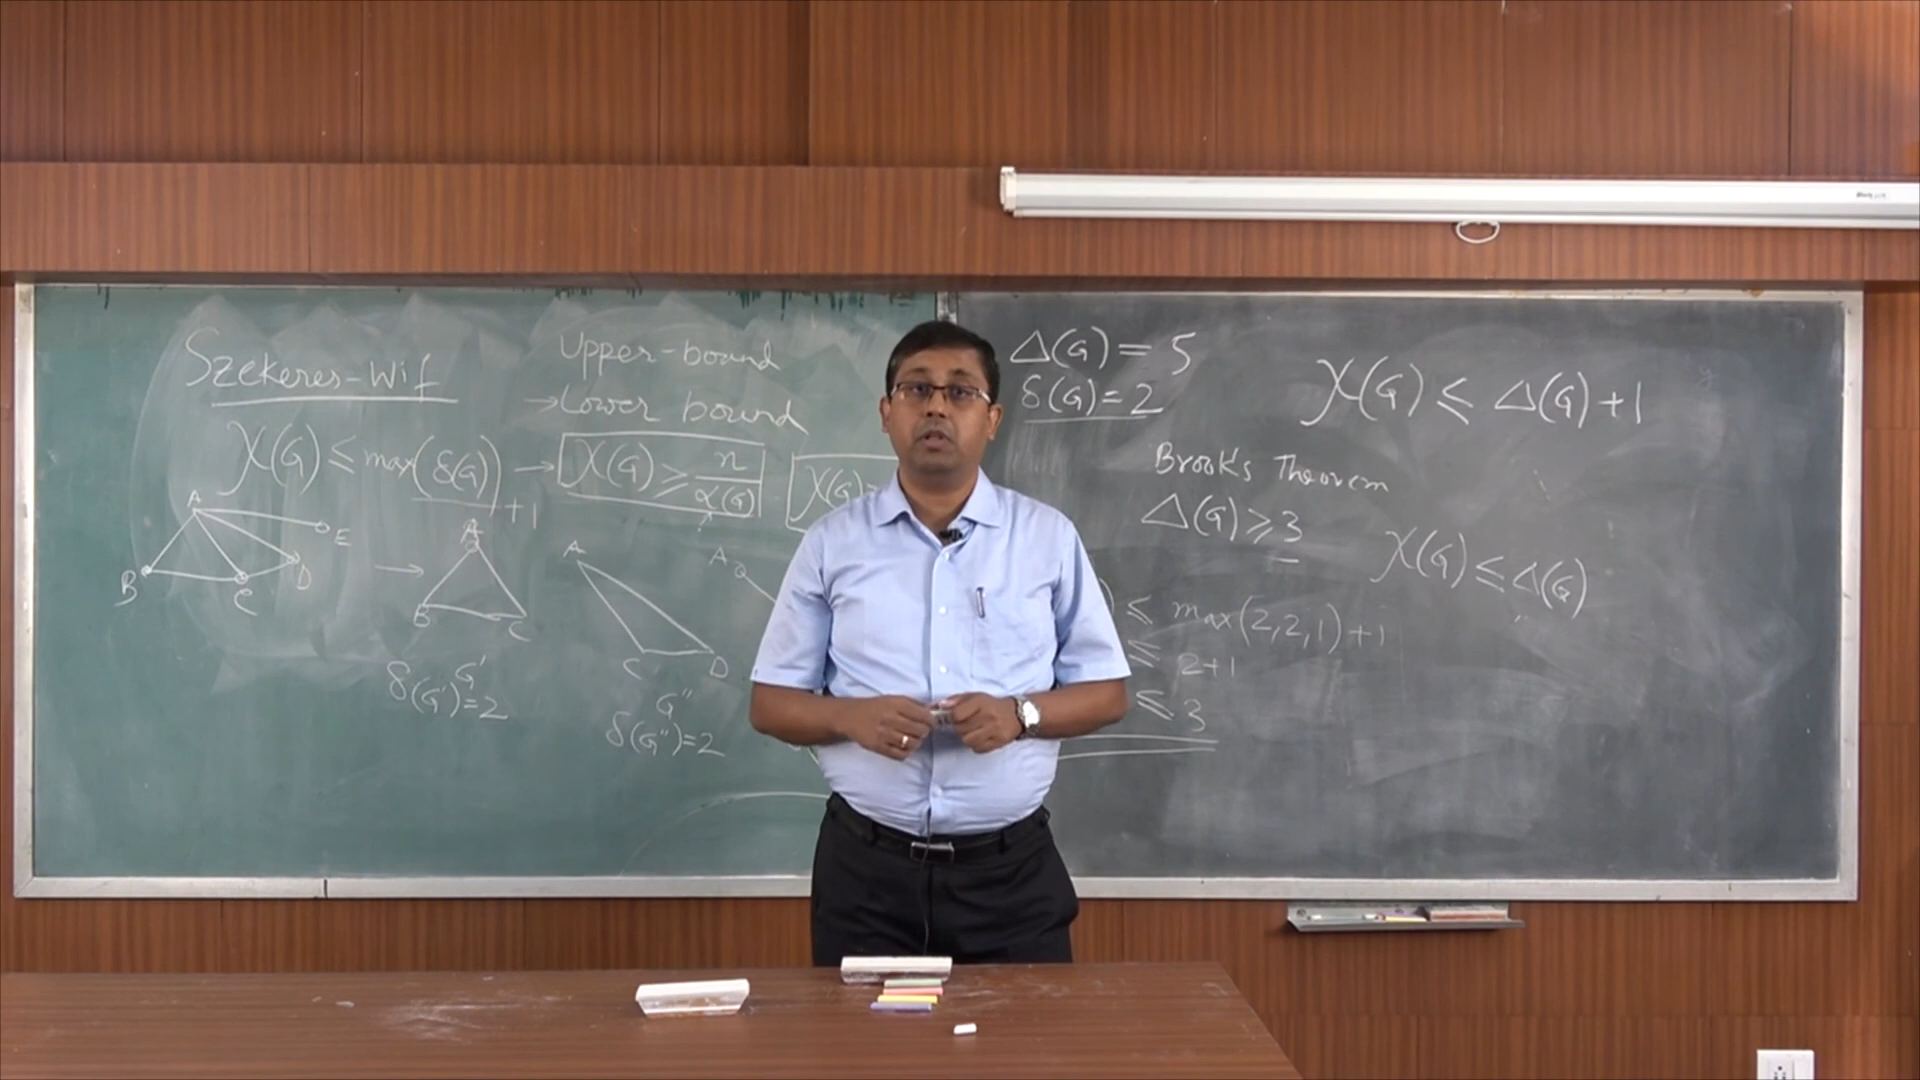 Szekeres-Wilf
Upper-bound
→Lower bound
χ(G) ≤ max(δ(G)) + 1
→ χ(G) ≥ n/α(G)
χ(G)
A
B
C
D
E
→
A
B
C
G'
δ(G')=2
A
C
D
G''
δ(G'')=2
A
Δ(G) = 5
δ(G) = 2
χ(G) ≤ Δ(G) + 1
Brook's Theorem
Δ(G) ≥ 3
χ(G) ≤ Δ(G)
) ≤ max(2,2,1)+1
≤ 2+1
≤ 3